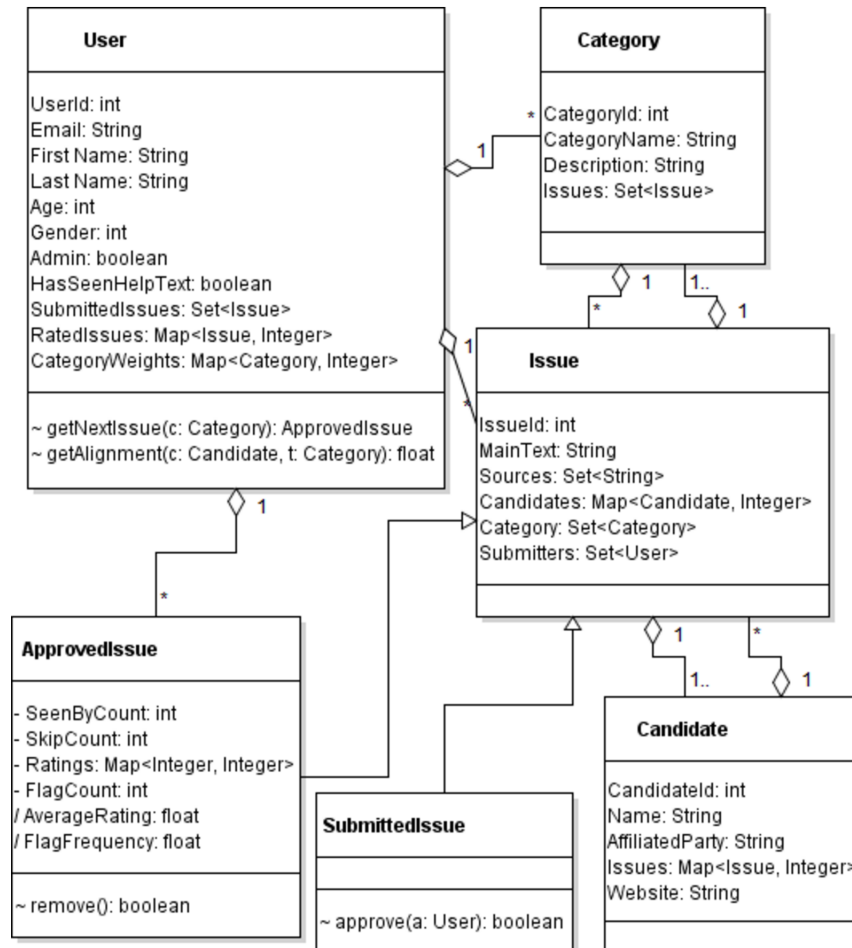 User
UserId: int
Email: String
First Name: String
Last Name: String
Age: int
Gender: int
Admin: boolean
HasSeenHelpText: boolean
SubmittedIssues: Set<Issue>
RatedIssues: Map<Issue, Integer>
CategoryWeights: Map<Category, Integer>
~ getNextIssue(c: Category): ApprovedIssue
~ getAlignment(c: Candidate, t: Category): float
1
*
Category
CategoryId: int
CategoryName: String
Description: String
Issues: Set<Issue>
1
*
1..
1
1
*
Issue
IssueId: int
MainText: String
Sources: Set<String>
Candidates: Map<Candidate, Integer>
Category: Set<Category>
Submitters: Set<User>
1
*
ApprovedIssue
- SeenByCount: int
- SkipCount: int
- Ratings: Map<Integer, Integer>
- FlagCount: int
/ AverageRating: float
/ FlagFrequency: float
~ remove(): boolean
SubmittedIssue
~ approve(a: User): boolean
1
1..
*
1
Candidate
CandidateId: int
Name: String
AffiliatedParty: String
Issues: Map<Issue, Integer>
Website: String